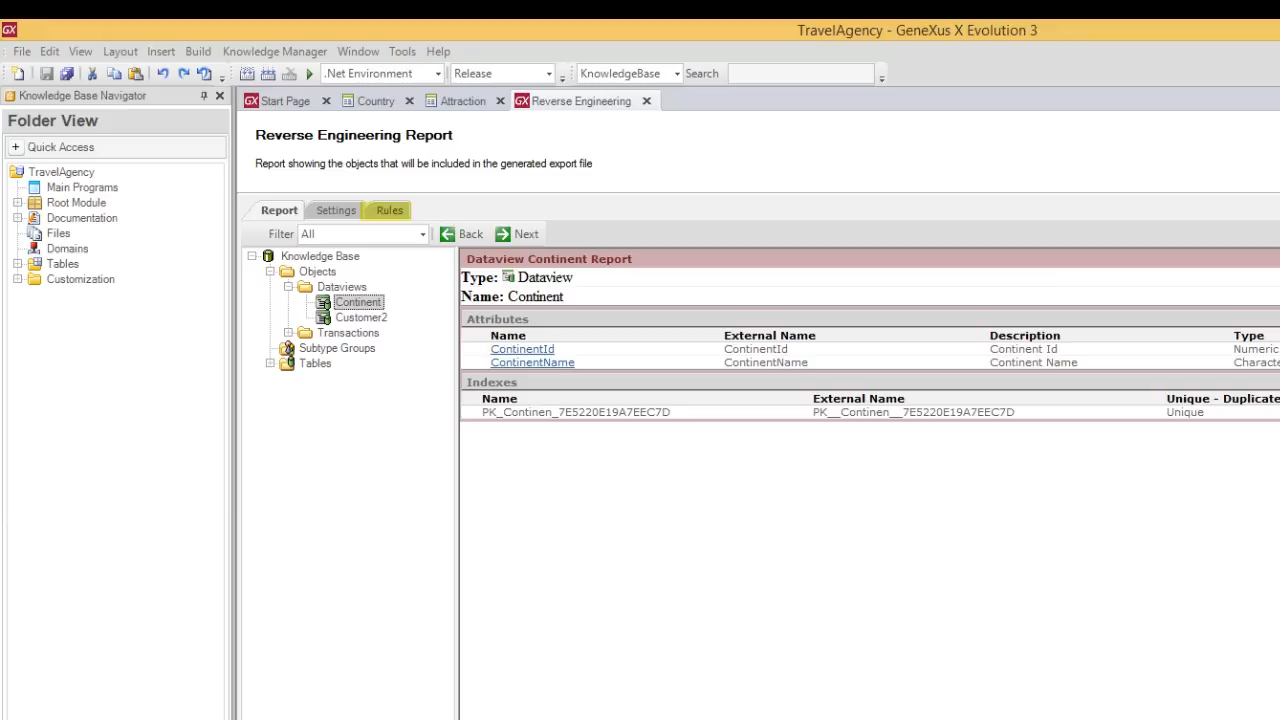 GX
TravelAgency - GeneXus X Evolution 3
File Edit View Layout Insert Build Knowledge Manager Window Tools Help
.Net Environment Release KnowledgeBase Search
Knowledge Base Navigator
Folder View
+ Quick Access
TravelAgency
Main Programs
Root Module
Documentation
Files
Domains
Tables
Customization
GX Start Page Country Attraction GX Reverse Engineering
Reverse Engineering Report
Report showing the objects that will be included in the generated export file
Report Settings Rules
Filter All Back Next
Knowledge Base
Objects
Dataviews
Continent
Customer2
Transactions
Subtype Groups
Tables
Dataview Continent Report
Type: Dataview
Name: Continent
Attributes
Name External Name Description Type
ContinentId ContinentId Continent Id Numeric
ContinentName ContinentName Continent Name Characte
Indexes
Name External Name Unique - Duplicate
PK_Continen_7E5220E19A7EEC7D PK__Continen__7E5220E19A7EEC7D Unique